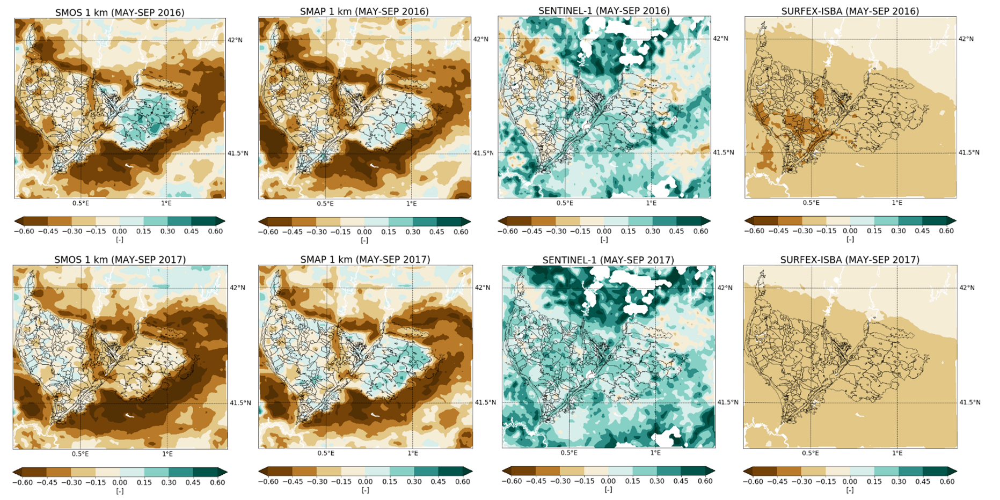 SMOS 1 km (MAY-SEP 2016)
SMAP 1 km (MAY-SEP 2016)
SENTINEL-1 (MAY-SEP 2016)
SURFEX-ISBA (MAY-SEP 2016)
42°N
42°N
42°N
42°N
41.5°N
41.5°N
41.5°N
41.5°N
0.5°E 1°E
0.5°E 1°E
0.5°E 1°E
0.5°E 1°E
−0.60 −0.45 −0.30 −0.15 0.00 0.15 0.30 0.45 0.60
−0.60 −0.45 −0.30 −0.15 0.00 0.15 0.30 0.45 0.60
−0.60 −0.45 −0.30 −0.15 0.00 0.15 0.30 0.45 0.60
−0.60 −0.45 −0.30 −0.15 0.00 0.15 0.30 0.45 0.60
[-]
[-]
[-]
[-]
SMOS 1 km (MAY-SEP 2017)
SMAP 1 km (MAY-SEP 2017)
SENTINEL-1 (MAY-SEP 2017)
SURFEX-ISBA (MAY-SEP 2017)
42°N
42°N
42°N
42°N
41.5°N
41.5°N
41.5°N
41.5°N
0.5°E 1°E
0.5°E 1°E
0.5°E 1°E
0.5°E 1°E
−0.60 −0.45 −0.30 −0.15 0.00 0.15 0.30 0.45 0.60
−0.60 −0.45 −0.30 −0.15 0.00 0.15 0.30 0.45 0.60
−0.60 −0.45 −0.30 −0.15 0.00 0.15 0.30 0.45 0.60
−0.60 −0.45 −0.30 −0.15 0.00 0.15 0.30 0.45 0.60
[-]
[-]
[-]
[-]